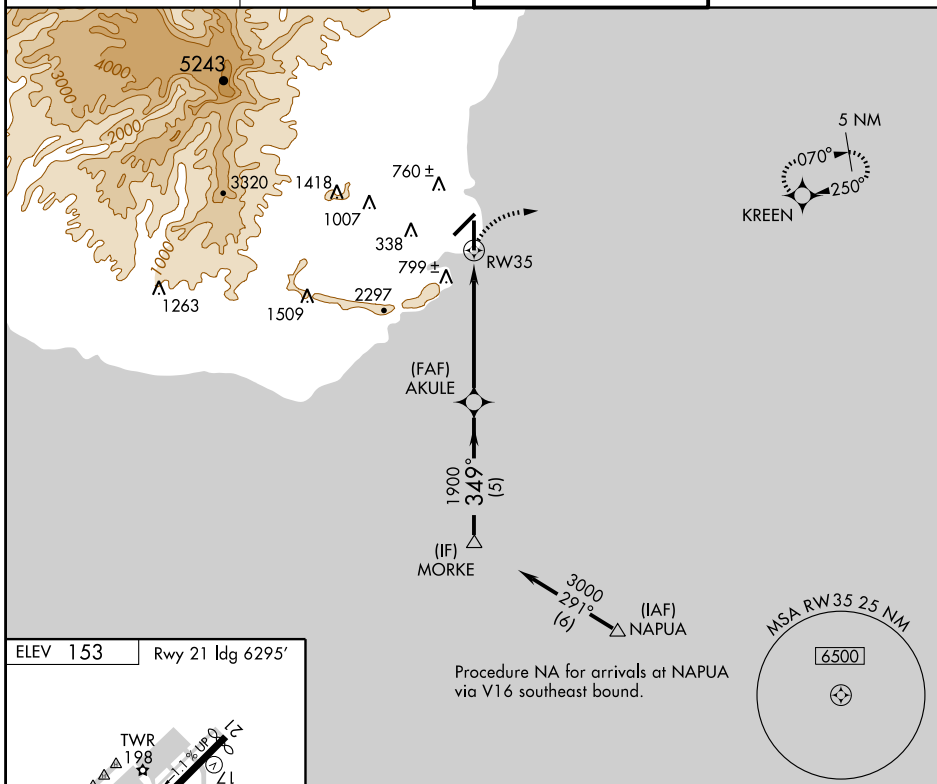 5243
4000
3000
2000
3320
1418
760 ±
1007
338
1000
799 ±
1263
1509
2297
RW35
5 NM
070°
250°
KREEN
(FAF)
AKULE
1900
349°
(5)
(IF)
MORKE
3000
291°
(6)
(IAF)
NAPUA
Procedure NA for arrivals at NAPUA
via V16 southeast bound.
MSA RW35 25 NM
6500
ELEV 153
Rwy 21 ldg 6295'
TWR
198
1.1% UP
21
V
17